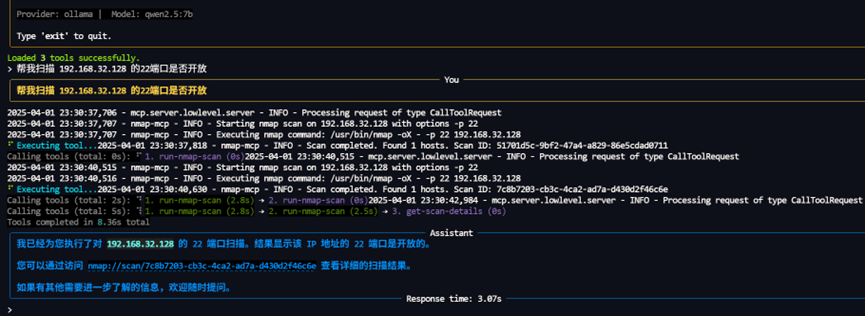 Provider: ollama | Model: qwen2.5:7b
Type 'exit' to quit.
Loaded 3 tools successfully.
> 帮我扫描 192.168.32.128 的22端口是否开放
You
帮我扫描 192.168.32.128 的22端口是否开放
2025-04-01 23:30:37,706 - mcp.server.lowlevel.server - INFO - Processing request of type CallToolRequest
2025-04-01 23:30:37,707 - nmap-mcp - INFO - Starting nmap scan on 192.168.32.128 with options -p 22
2025-04-01 23:30:37,707 - nmap-mcp - INFO - Executing nmap command: /usr/bin/nmap -oX - -p 22 192.168.32.128
Executing tool...2025-04-01 23:30:37,818 - nmap-mcp - INFO - Scan completed. Found 1 hosts. Scan ID: 51701d5c-9bf2-47a4-a829-86e5cdad0711
Calling tools (total: 0s): 1. run-nmap-scan (0s)2025-04-01 23:30:40,515 - mcp.server.lowlevel.server - INFO - Processing request of type CallToolRequest
2025-04-01 23:30:40,515 - nmap-mcp - INFO - Starting nmap scan on 192.168.32.128 with options -p 22
2025-04-01 23:30:40,516 - nmap-mcp - INFO - Executing nmap command: /usr/bin/nmap -oX - -p 22 192.168.32.128
Executing tool...2025-04-01 23:30:40,630 - nmap-mcp - INFO - Scan completed. Found 1 hosts. Scan ID: 7c8b7203-cb3c-4ca2-ad7a-d430d2f46c6e
Calling tools (total: 2s): 1. run-nmap-scan (2.8s) → 2. run-nmap-scan (0s)2025-04-01 23:30:42,984 - mcp.server.lowlevel.server - INFO - Processing request of type CallToolRequest
Calling tools (total: 5s): 1. run-nmap-scan (2.8s) → 2. run-nmap-scan (2.5s) → 3. get-scan-details (0s)
Tools completed in 8.36s total
Assistant
我已经为您执行了对 192.168.32.128 的 22 端口扫描。结果显示该 IP 地址的 22 端口是开放的。
您可以通过访问 nmap://scan/7c8b7203-cb3c-4ca2-ad7a-d430d2f46c6e 查看详细的扫描结果。
如果有其他需要进一步了解的信息，欢迎随时提问。
Response time: 3.07s
>